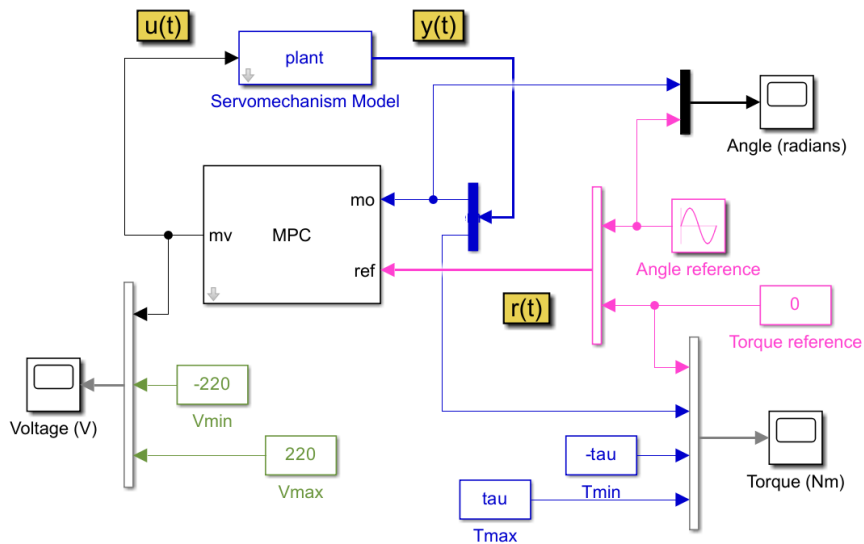 u(t)
y(t)
plant
Servomechanism Model
Angle (radians)
mo
mv
MPC
ref
Angle reference
r(t)
0
Torque reference
-220
Vmin
Voltage (V)
220
Vmax
-tau
Tmin
tau
Tmax
Torque (Nm)